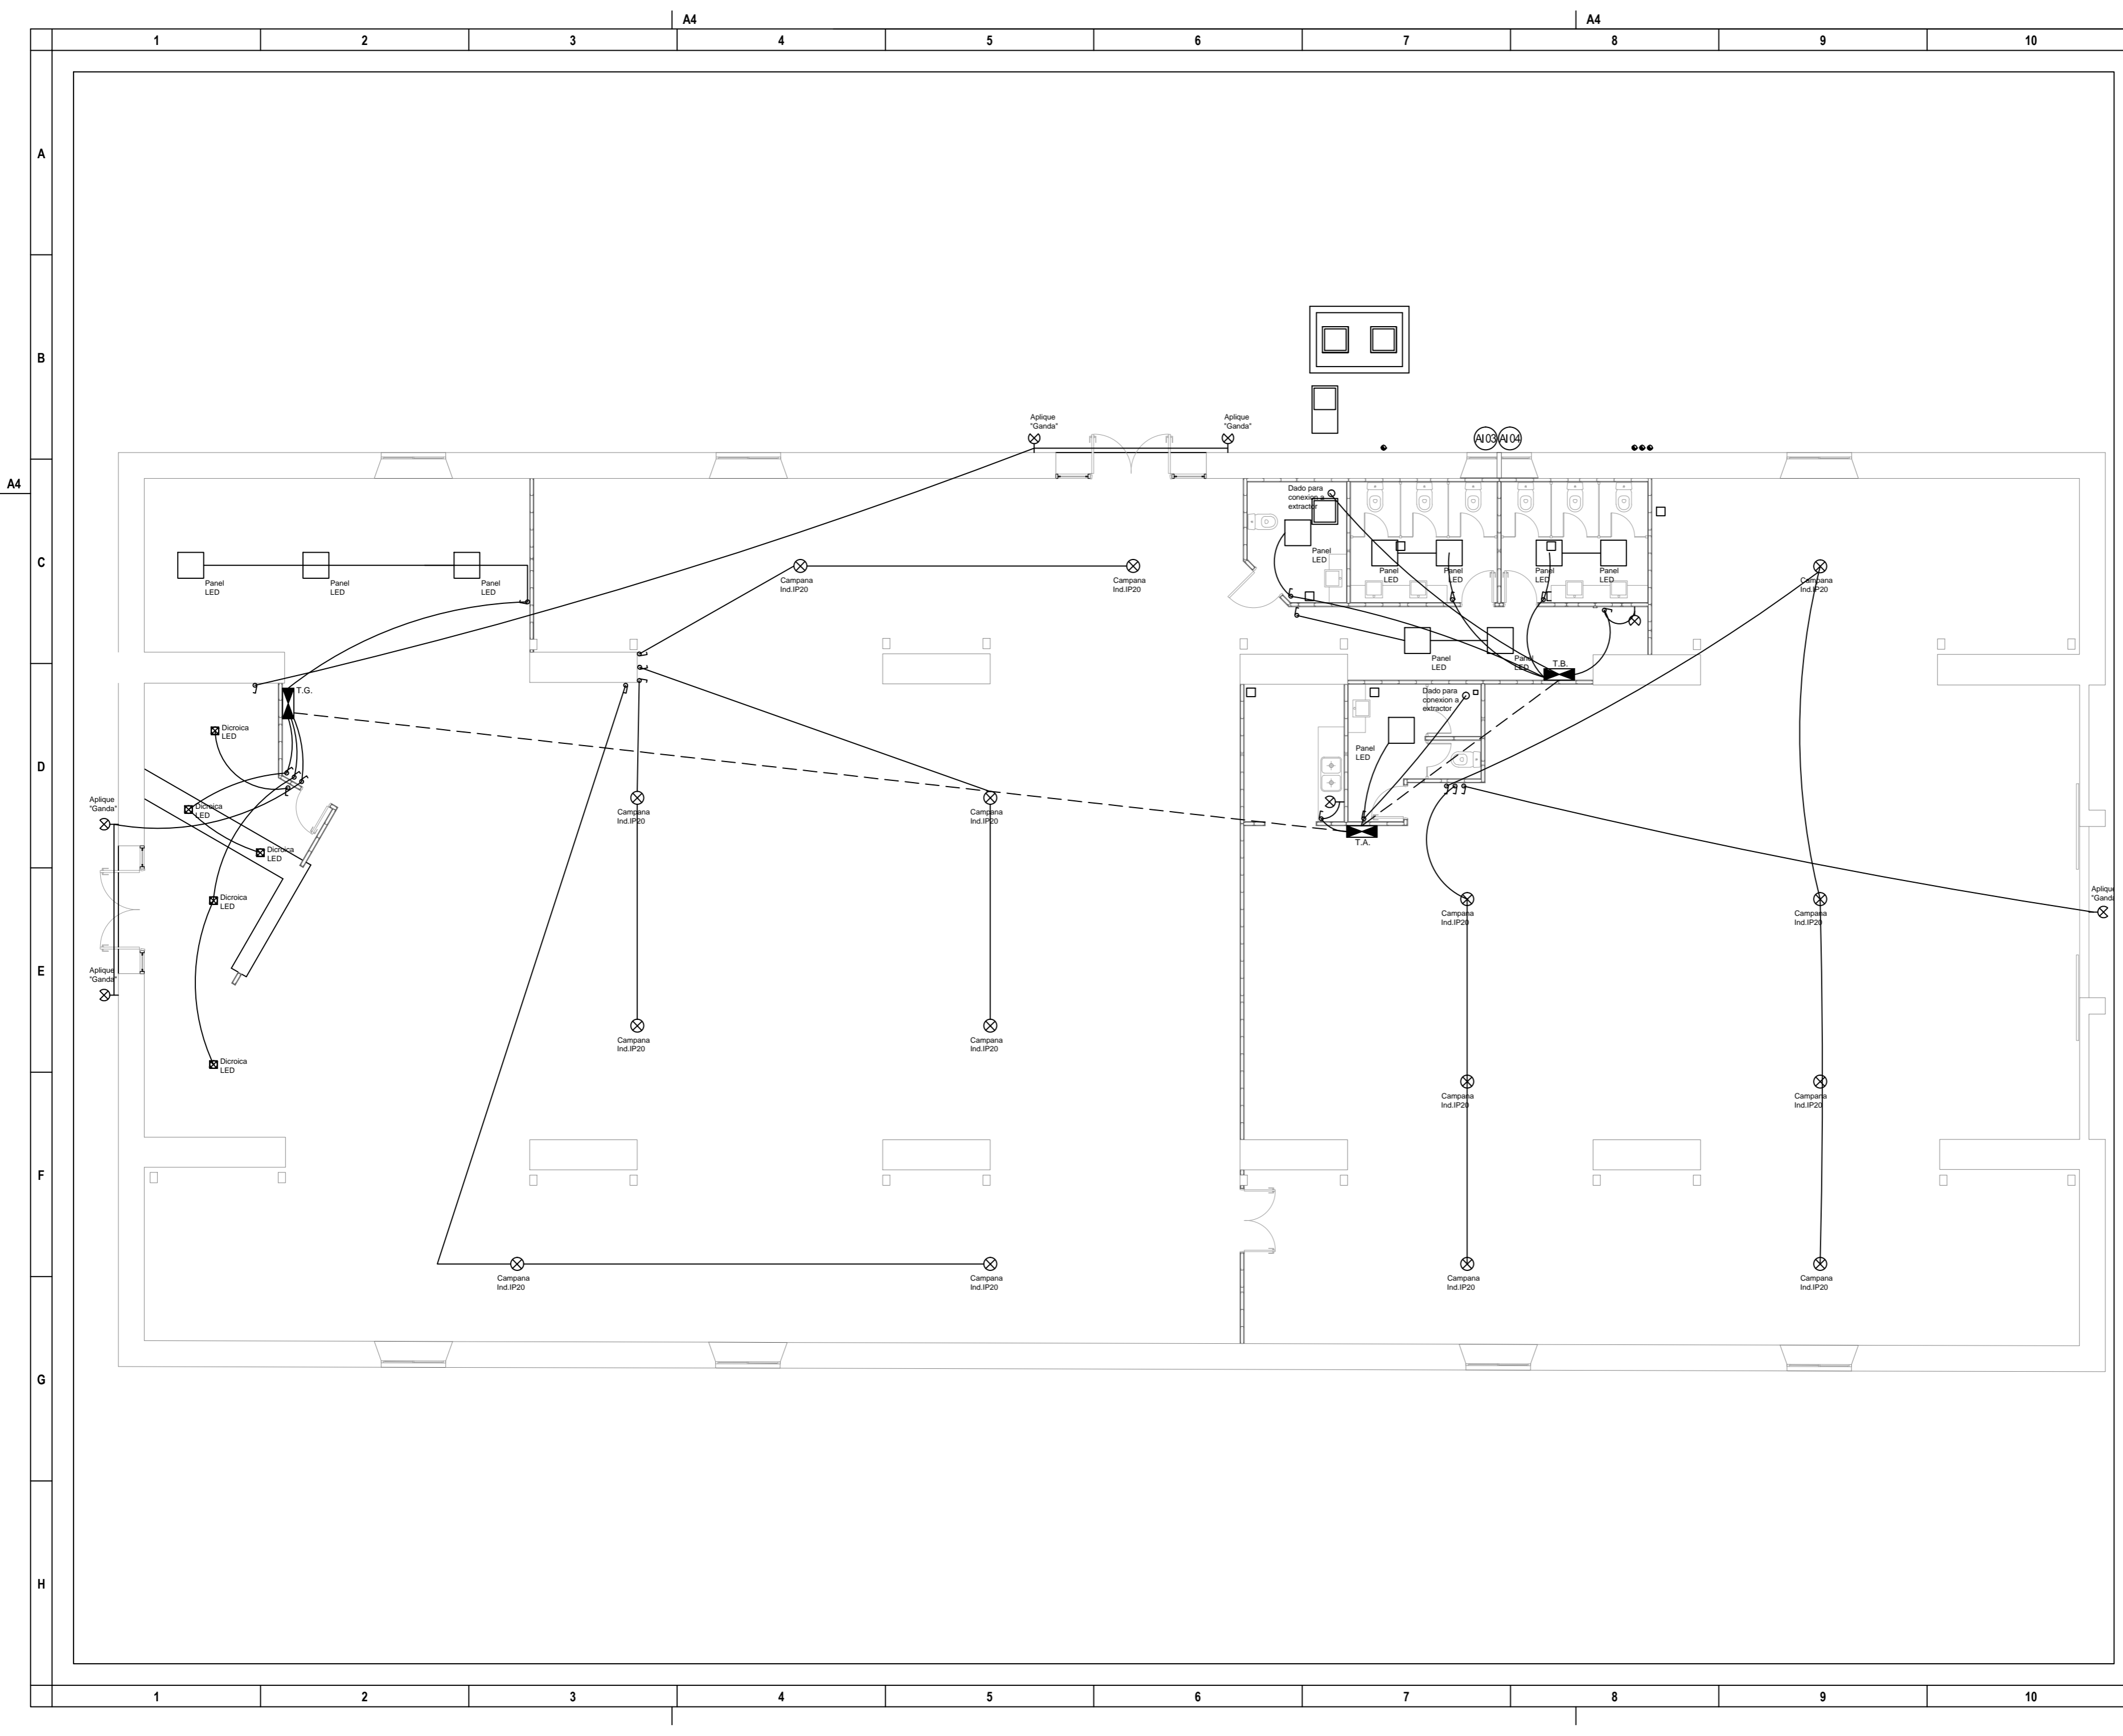 A4
A4
1
2
3
4
5
6
7
8
9
10
A
B
Aplique
"Ganda"
Aplique
"Ganda"
AI03
AI04
A4
C
Dado para
conexion a
extractor
Panel
LED
Panel
LED
Panel
LED
Panel
LED
Panel
LED
Panel
LED
Panel
LED
Panel
LED
Campana
Ind.IP20
Campana
Ind.IP20
Campana
Ind.IP20
Panel
LED
Panel
LED
T.B.
T.G.
Dado para
conexion a
extractor
Dicroica
LED
Panel
LED
D
Aplique
"Ganda"
Dicroica
LED
Campana
Ind.IP20
Campana
Ind.IP20
T.A.
Dicroica
LED
Dicroica
LED
Aplique
"Ganda
Campana
Ind.IP20
Campana
Ind.IP20
E
Aplique
"Ganda"
Campana
Ind.IP20
Campana
Ind.IP20
Dicroica
LED
Campana
Ind.IP20
Campana
Ind.IP20
F
Campana
Ind.IP20
Campana
Ind.IP20
Campana
Ind.IP20
Campana
Ind.IP20
G
H
1
2
3
4
5
6
7
8
9
10